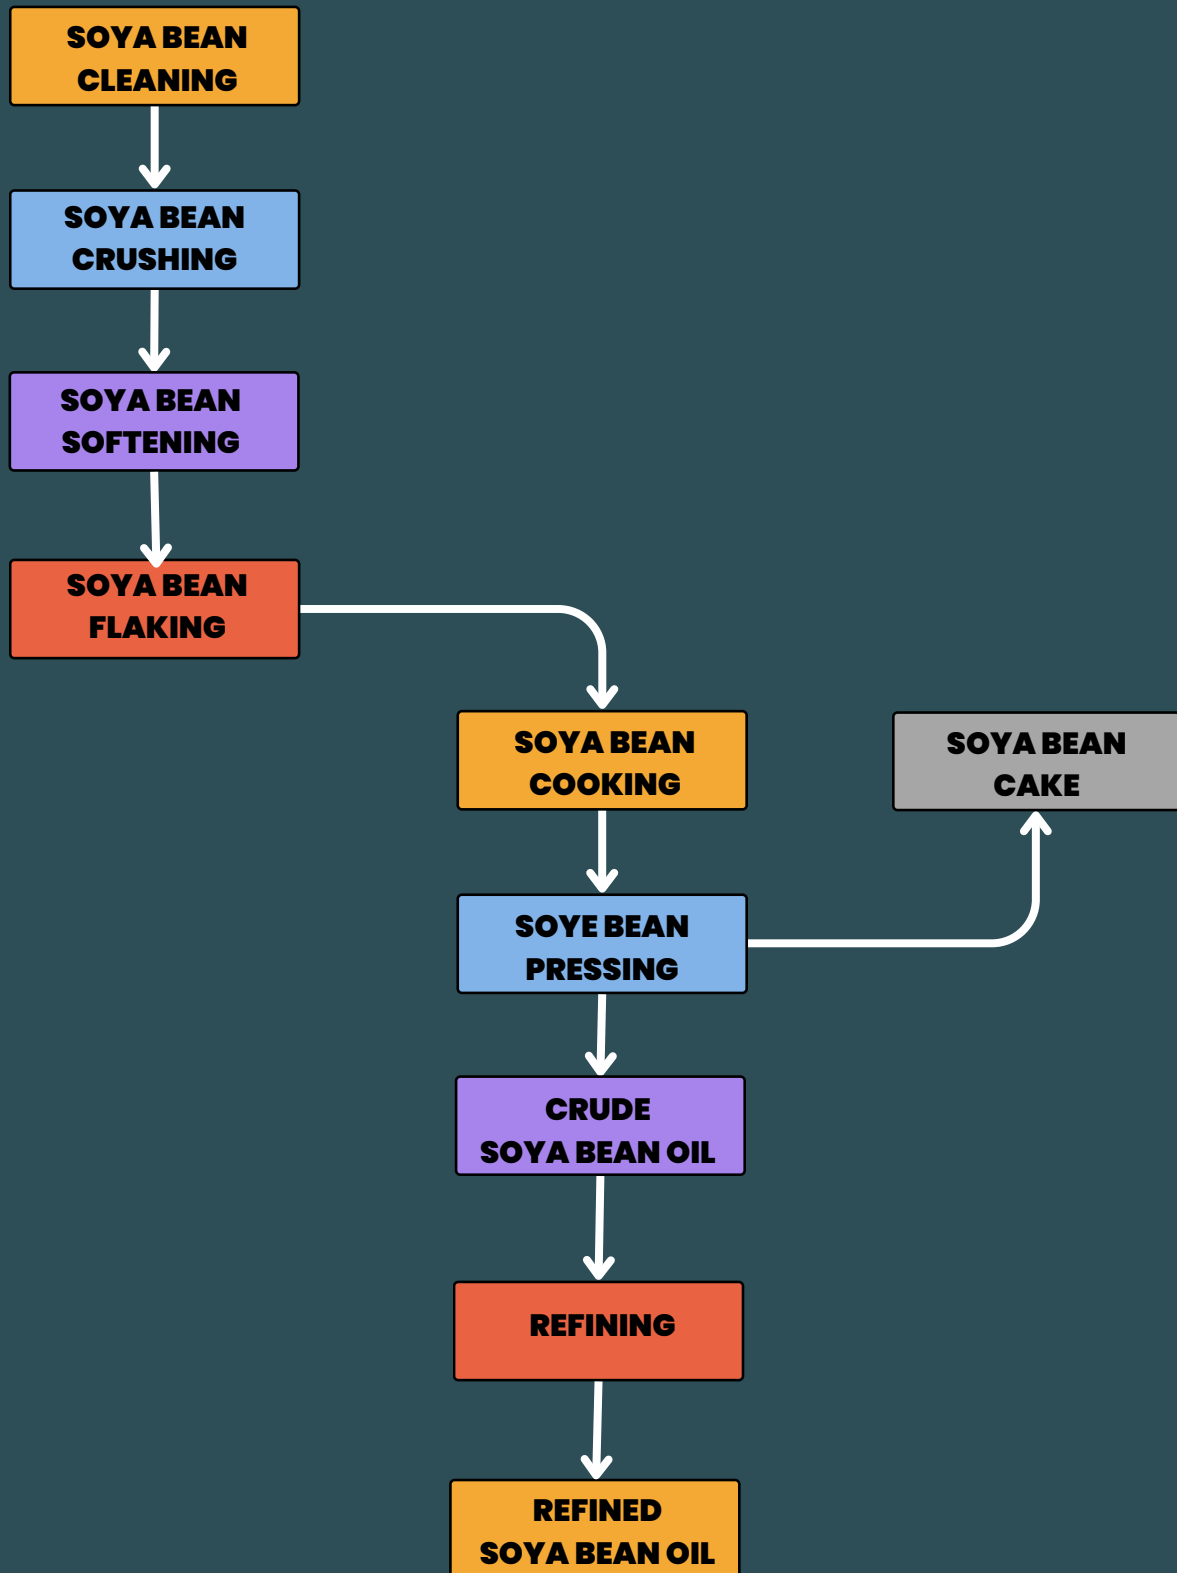 SOYA BEAN
CLEANING
SOYA BEAN
CRUSHING
SOYA BEAN
SOFTENING
SOYA BEAN
FLAKING
SOYA BEAN
COOKING
SOYA BEAN
CAKE
SOYE BEAN
PRESSING
CRUDE
SOYA BEAN OIL
REFINING
REFINED
SOYA BEAN OIL